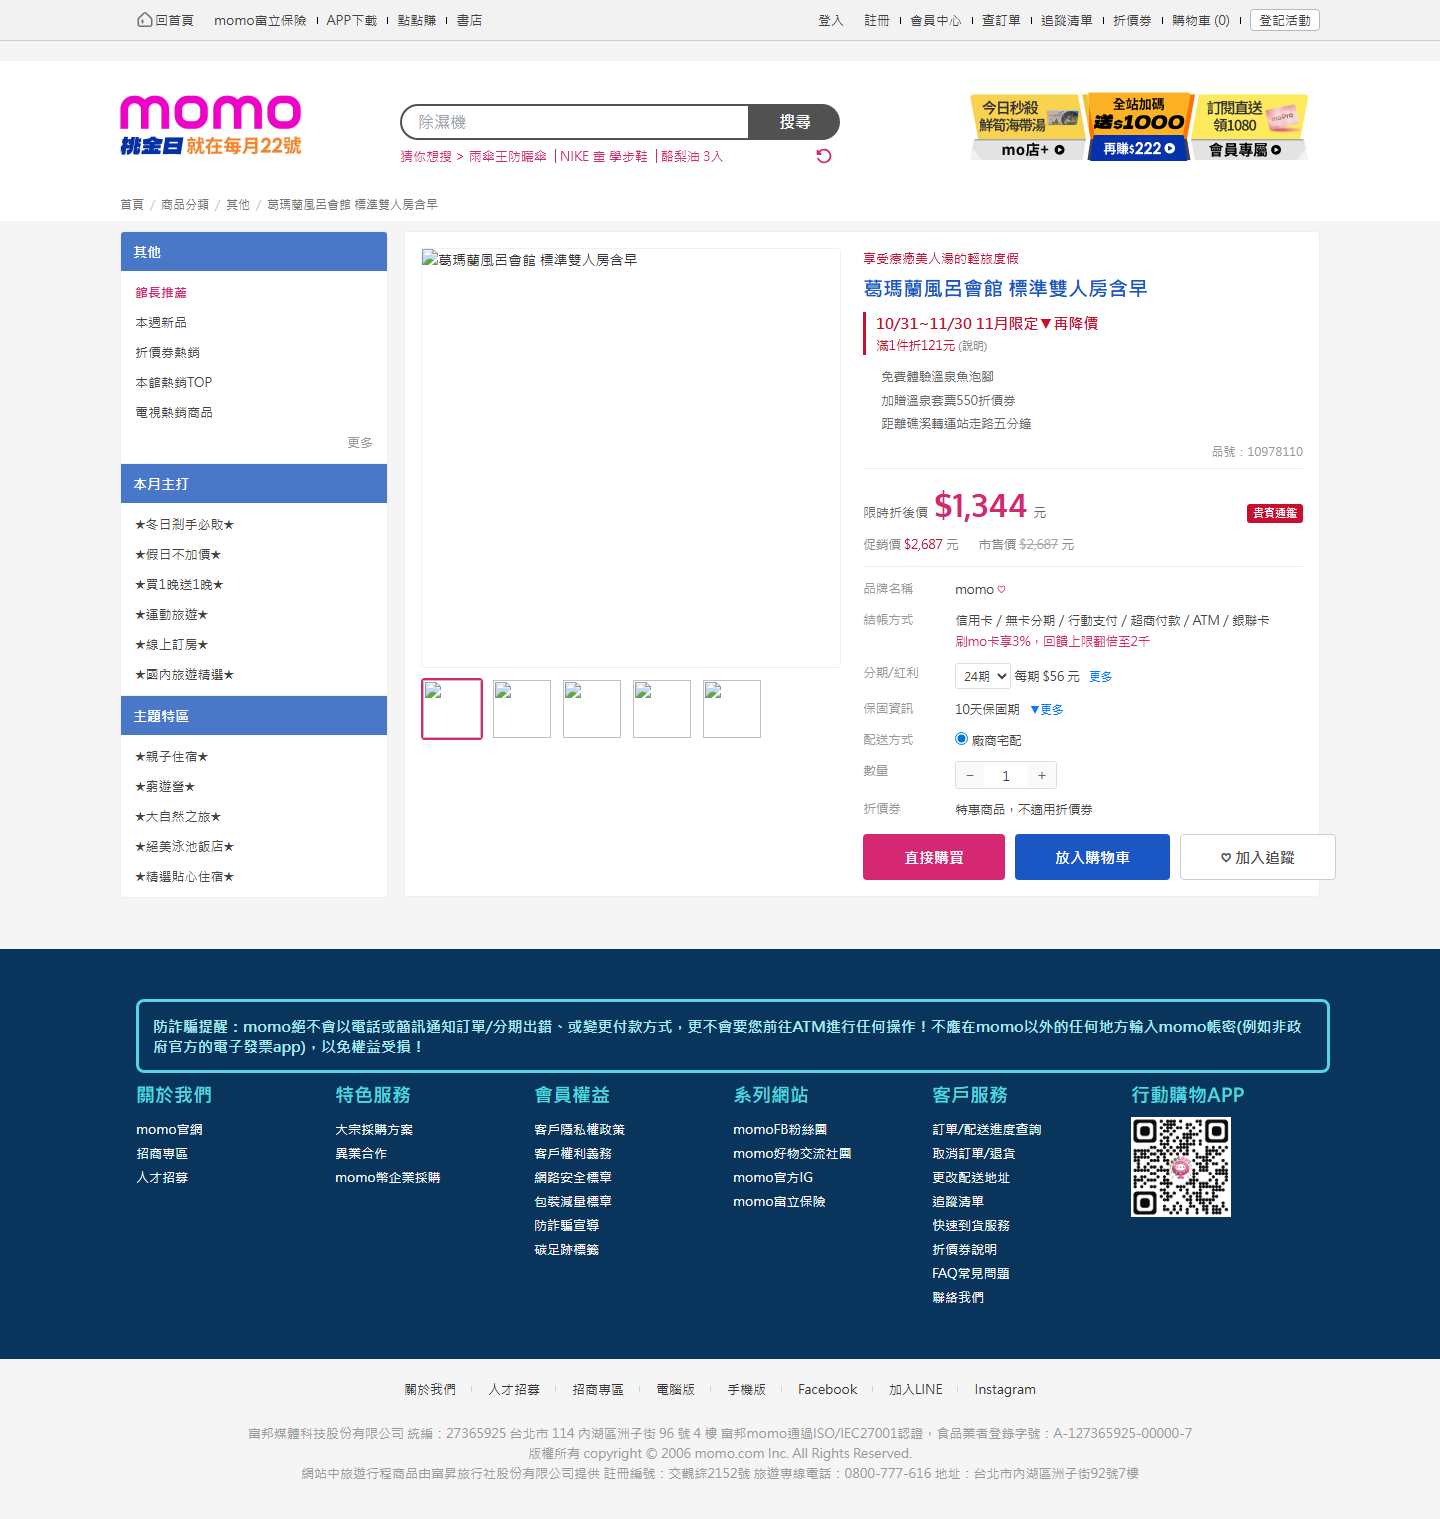 回首頁 momo富立保險 APP下載 點點賺 書店
登入 註冊 會員中心 查訂單 追蹤清單 折價券 購物車 (0) 登記活動
momo
桃金日 就在每月22號
除濕機 搜尋
猜你想搜 > 雨傘王防曬傘 | NIKE 童 學步鞋 | 酪梨油 3入
今日秒殺
鮮筍海帶湯
mo店+
全站加碼
送$1000
再賺$222
訂閱直送
領1080
moPro
會員專屬
首頁 / 商品分類 / 其他 / 葛瑪蘭風呂會館 標準雙人房含早
其他
館長推薦
本週新品
折價券熱銷
本館熱銷TOP
電視熱銷商品
更多
本月主打
★冬日剁手必敗★
★假日不加價★
★買1晚送1晚★
★運動旅遊★
★線上訂房★
★國內旅遊精選★
主題特區
★親子住宿★
★窮遊營★
★大自然之旅★
★絕美泳池飯店★
★精選貼心住宿★
葛瑪蘭風呂會館 標準雙人房含早
享受療癒美人湯的輕旅度假
葛瑪蘭風呂會館 標準雙人房含早
10/31~11/30 11月限定▼再降價
滿1件折121元 (說明)
免費體驗溫泉魚泡腳
加贈溫泉套票550折價券
距離礁溪轉運站走路五分鐘
品號：10978110
限時折後價 $1,344 元 貴賓通鑑
促銷價 $2,687 元 市售價 $2,687 元
品牌名稱 momo ♡
結帳方式 信用卡 / 無卡分期 / 行動支付 / 超商付款 / ATM / 銀聯卡
刷mo卡享3%，回饋上限翻倍至2千
分期/紅利 24期 每期 $56 元 更多
保固資訊 10天保固期 ▼更多
配送方式 廠商宅配
數量 − 1 +
折價券 特惠商品，不適用折價券
直接購買 放入購物車 ♡ 加入追蹤
防詐騙提醒：momo絕不會以電話或簡訊通知訂單/分期出錯、或變更付款方式，更不會要您前往ATM進行任何操作！不應在momo以外的任何地方輸入momo帳密(例如非政
府官方的電子發票app)，以免權益受損！
關於我們
momo官網
招商專區
人才招募
特色服務
大宗採購方案
異業合作
momo幣企業採購
會員權益
客戶隱私權政策
客戶權利義務
網路安全標章
包裝減量標章
防詐騙宣導
碳足跡標籤
系列網站
momoFB粉絲團
momo好物交流社團
momo官方IG
momo富立保險
客戶服務
訂單/配送進度查詢
取消訂單/退貨
更改配送地址
追蹤清單
快速到貨服務
折價券說明
FAQ常見問題
聯絡我們
行動購物APP
關於我們 人才招募 招商專區 電腦版 手機版 Facebook 加入LINE Instagram
富邦媒體科技股份有限公司 統編：27365925 台北市 114 內湖區洲子街 96 號 4 樓 富邦momo通過ISO/IEC27001認證，食品業者登錄字號：A-127365925-00000-7
版權所有 copyright © 2006 momo.com Inc. All Rights Reserved.
網站中旅遊行程商品由富昇旅行社股份有限公司提供 註冊編號：交觀綜2152號 旅遊專線電話：0800-777-616 地址：台北市內湖區洲子街92號7樓